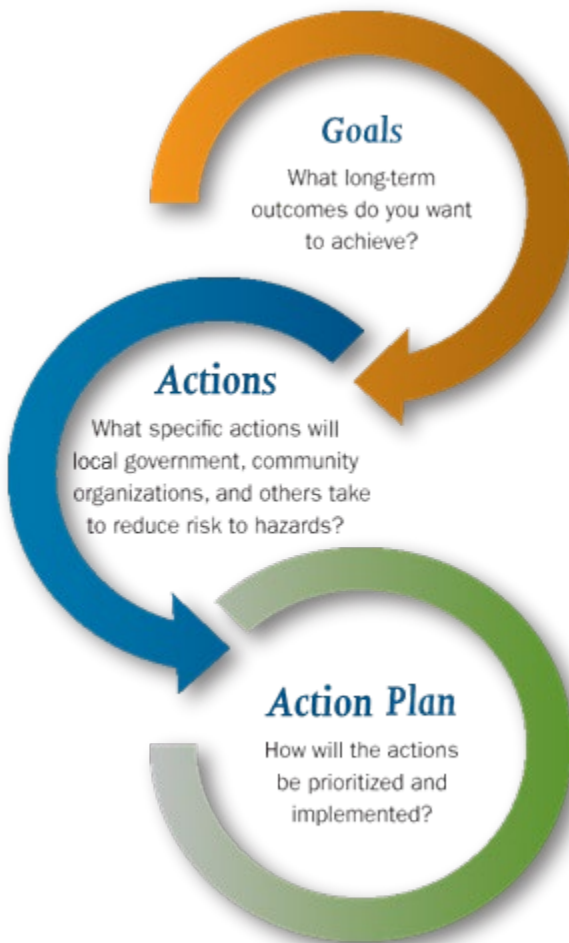 Goals
What long-term
outcomes do you want
to achieve?
Actions
What specific actions will
local government, community
organizations, and others take
to reduce risk to hazards?
Action Plan
How will the actions
be prioritized and
implemented?